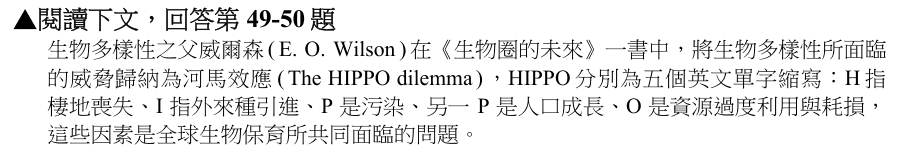 ▲閱讀下文，回答第 49-50 題
生物多樣性之父威爾森(E. O. Wilson)在《生物圈的未來》一書中，將生物多樣性所面臨
的威脅歸納為河馬效應(The HIPPO dilemma)，HIPPO 分別為五個英文單字縮寫：H 指
棲地喪失、I 指外來種引進、P 是污染、另一 P 是人口成長、O 是資源過度利用與耗損，
這些因素是全球生物保育所共同面臨的問題。